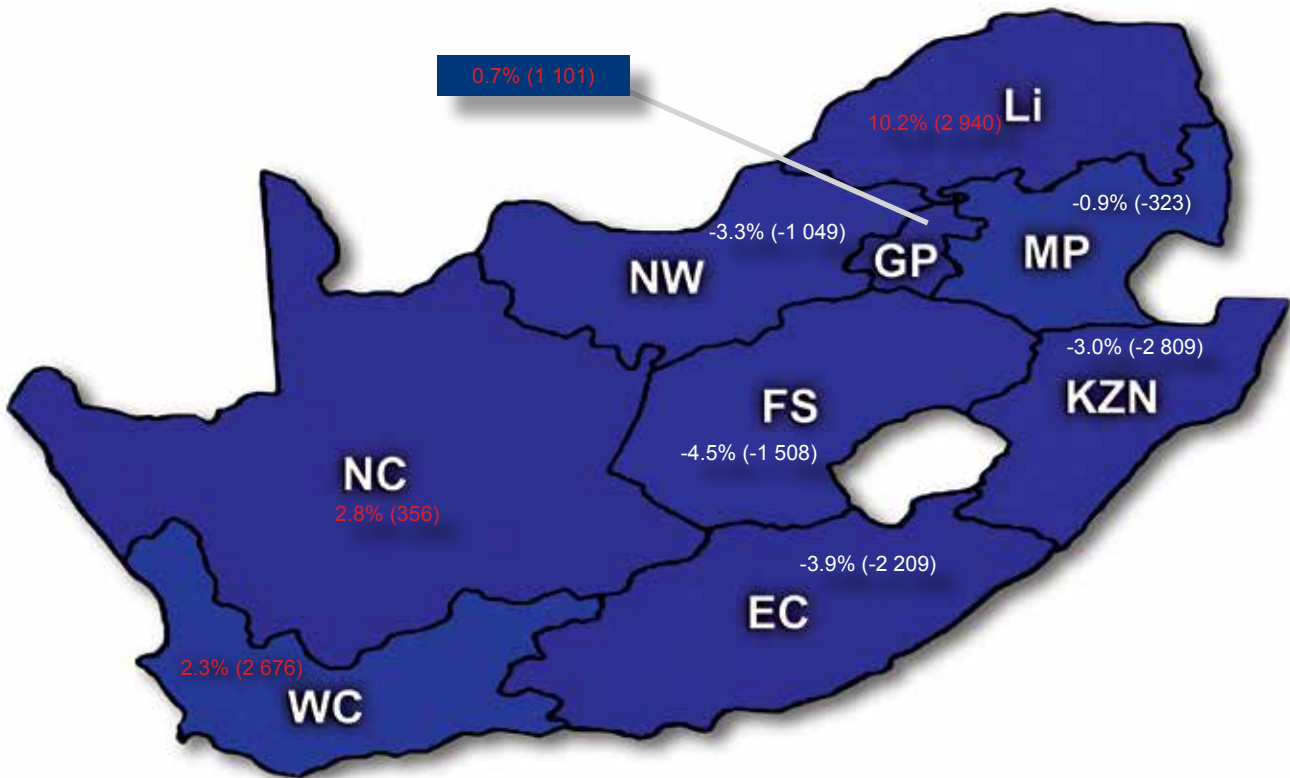 0.7% (1 101)
Li
10.2% (2 940)
-0.9% (-323)
-3.3% (-1 049)
GP
MP
NW
-3.0% (-2 809)
KZN
FS
-4.5% (-1 508)
NC
2.8% (356)
-3.9% (-2 209)
EC
2.3% (2 676)
WC